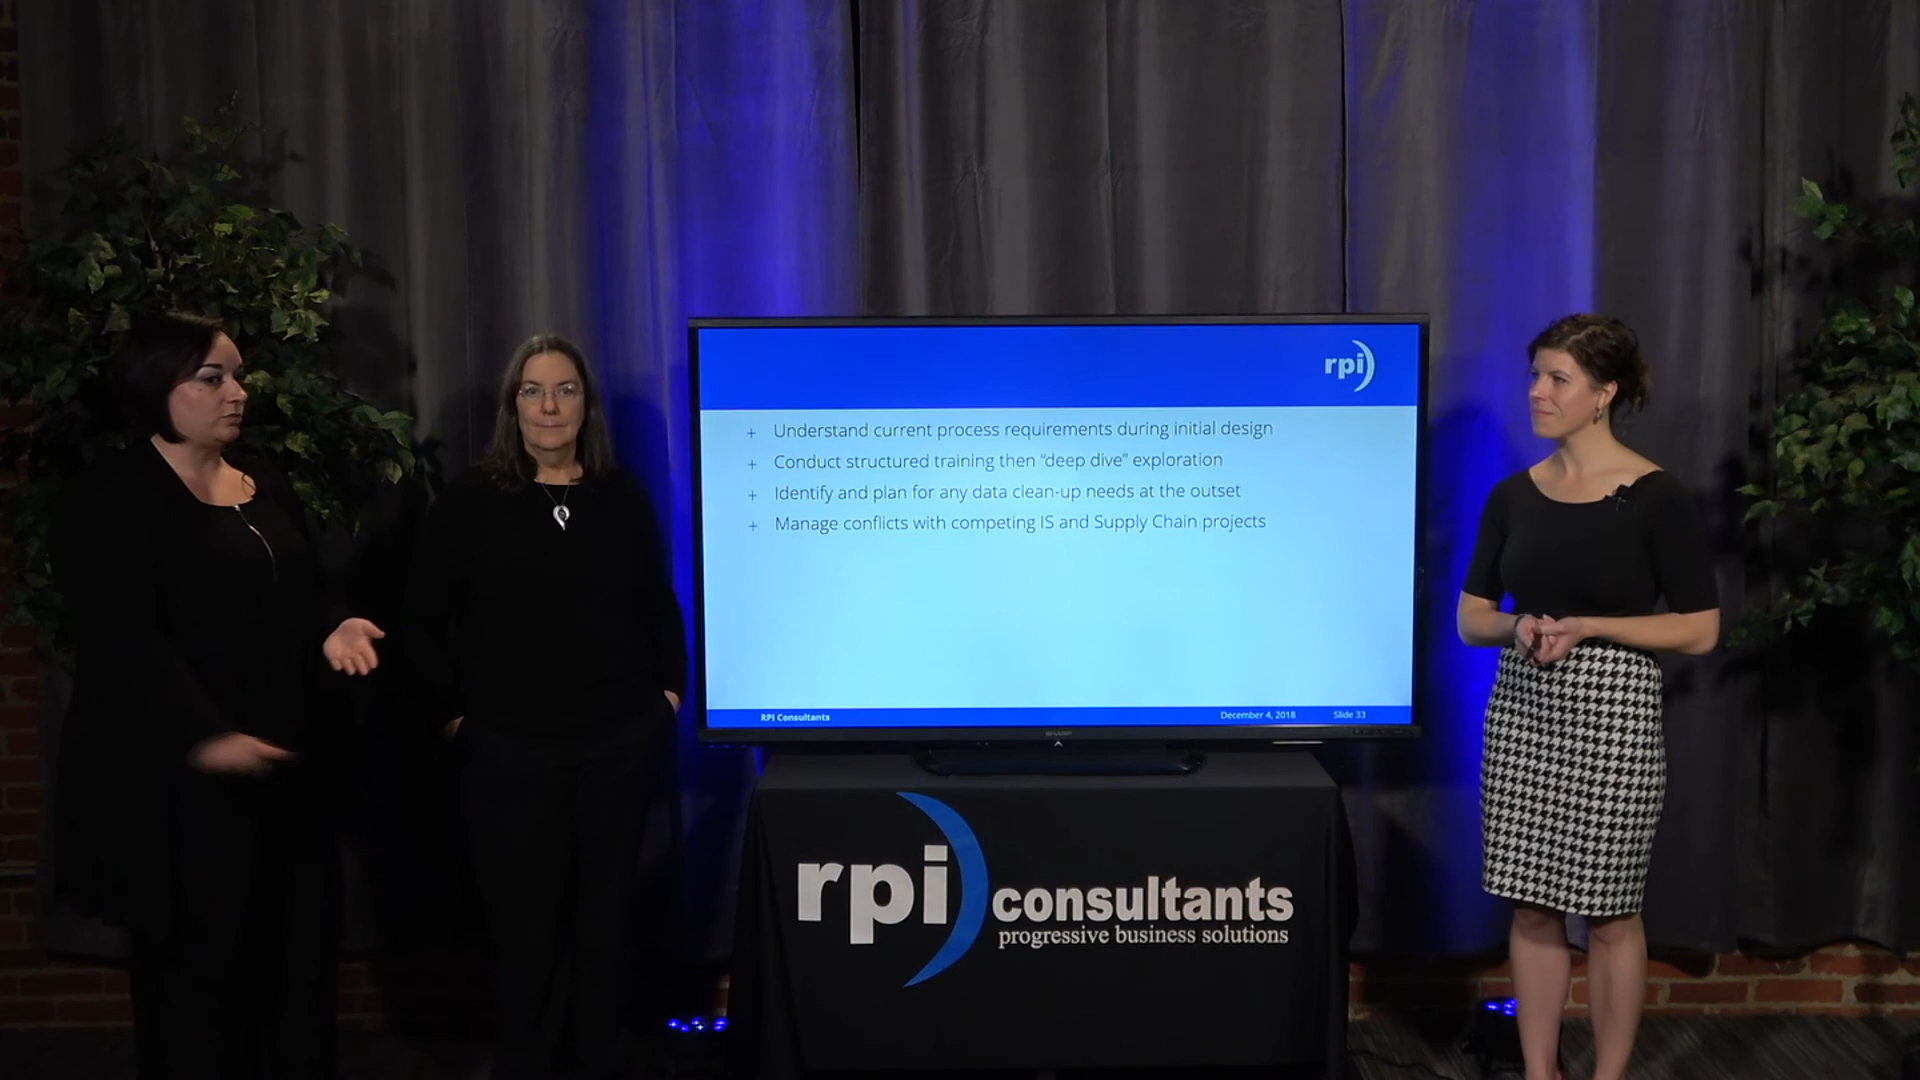 rpi
+ Understand current process requirements during initial design
+ Conduct structured training then “deep dive” exploration
+ Identify and plan for any data clean-up needs at the outset
+ Manage conflicts with competing IS and Supply Chain projects
RPI Consultants December 4, 2018 Slide 33
SHARP
rpi consultants
progressive business solutions